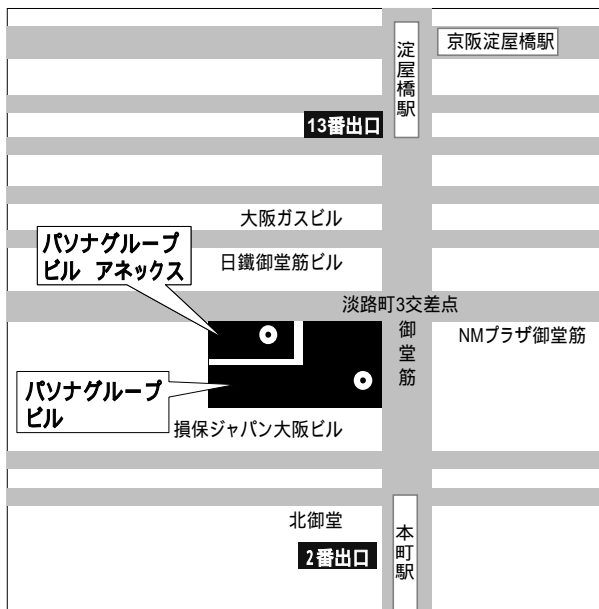 京阪淀屋橋駅
淀屋橋駅
13番出口
大阪ガスビル
パソナグループ
ビル アネックス
日鐵御堂筋ビル
淡路町3交差点
御堂筋
NMプラザ御堂筋
パソナグループ
ビル
損保ジャパン大阪ビル
北御堂
2番出口
本町駅